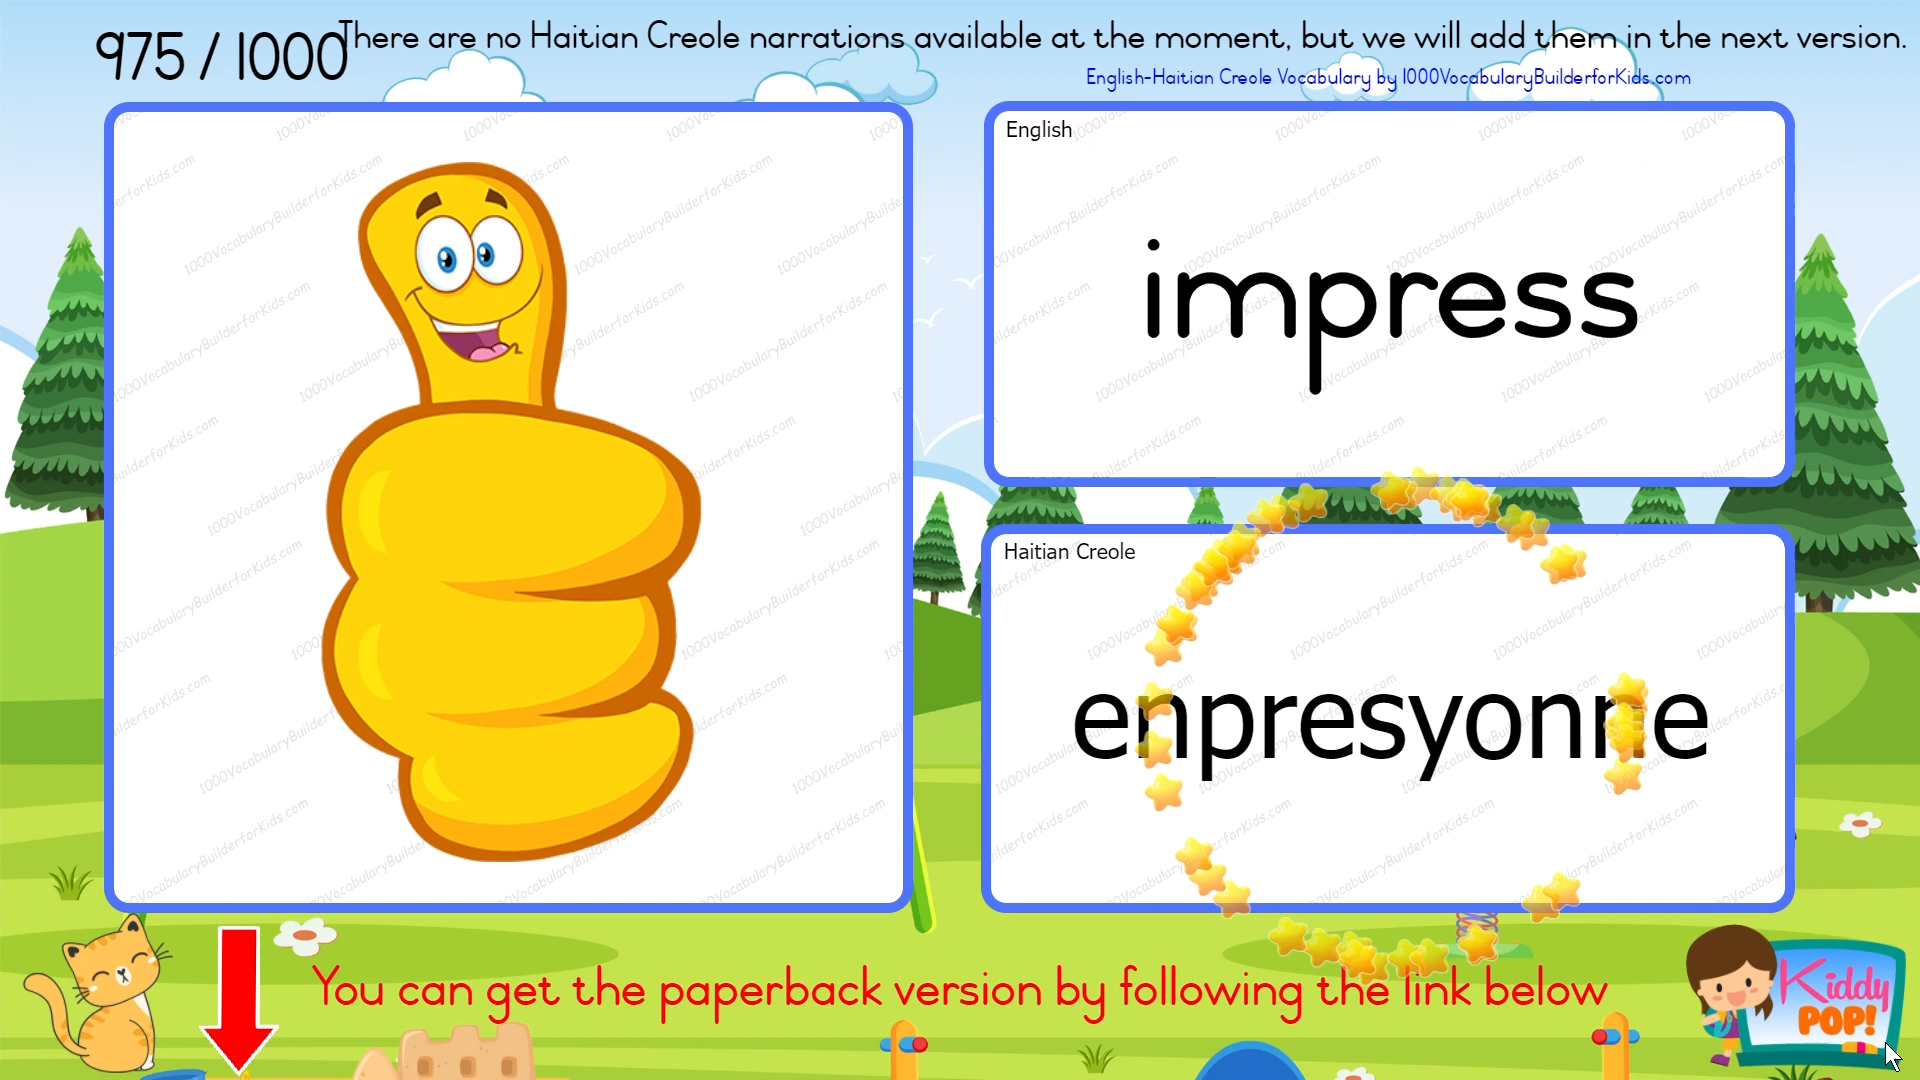 975 / 1000
There are no Haitian Creole narrations available at the moment, but we will add them in the next version.
English-Haitian Creole Vocabulary by 1000VocabularyBuilderforKids.com
English
impress
Haitian Creole
enpresyonne
You can get the paperback version by following the link below
Kiddy
POP!
1000VocabularyBuilderforKids.com